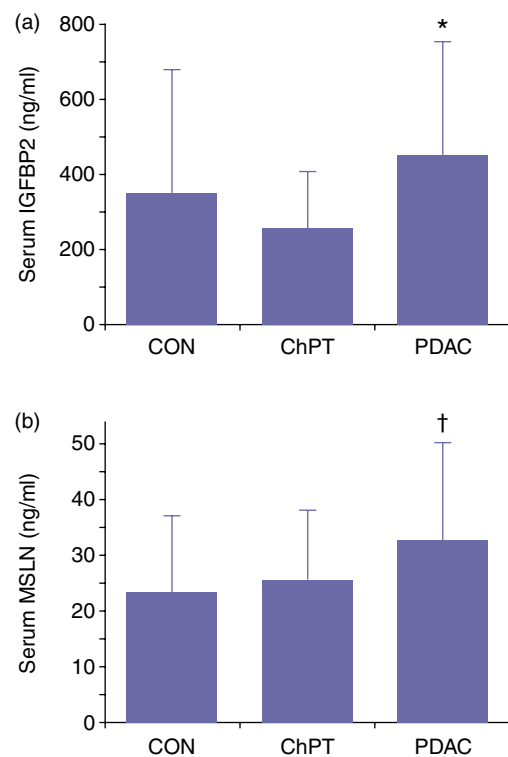 (a)
*
Serum IGFBP2 (ng/ml)
800
600
400
200
0
CON ChPT PDAC
(b)
†
Serum MSLN (ng/ml)
50
40
30
20
10
0
CON ChPT PDAC